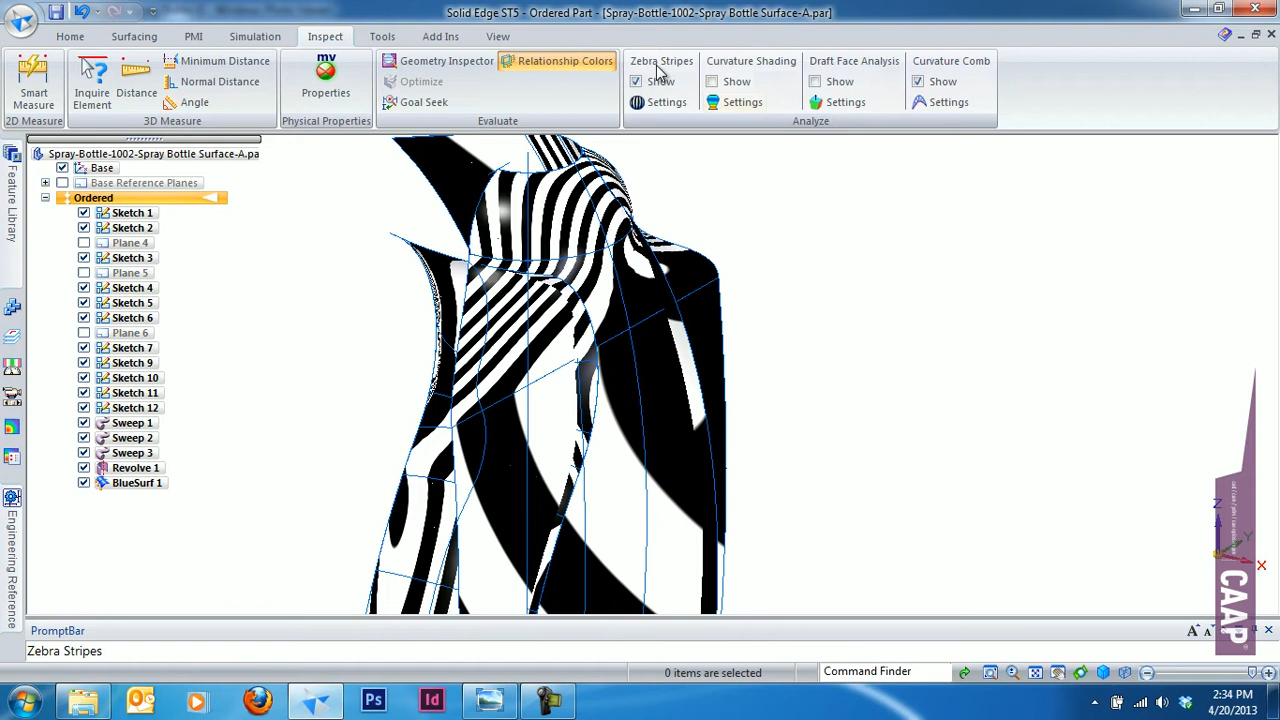 Solid Edge ST5 - Ordered Part - [Spray-Bottle-1002-Spray Bottle Surface-A.par]
Home Surfacing PMI Simulation Inspect Tools Add Ins View
Smart Measure
2D Measure
Inquire Element
Distance
Minimum Distance
Normal Distance
Angle
3D Measure
mv
Properties
Physical Properties
Geometry Inspector
Relationship Colors
Optimize
Goal Seek
Evaluate
Zebra Stripes
Show
Settings
Curvature Shading
Show
Settings
Draft Face Analysis
Show
Settings
Curvature Comb
Show
Settings
Analyze
Feature Library
Engineering Reference
Spray-Bottle-1002-Spray Bottle Surface-A.pa
Base
Base Reference Planes
Ordered
Sketch 1
Sketch 2
Plane 4
Sketch 3
Plane 5
Sketch 4
Sketch 5
Sketch 6
Plane 6
Sketch 7
Sketch 9
Sketch 10
Sketch 11
Sketch 12
Sweep 1
Sweep 2
Sweep 3
Revolve 1
BlueSurf 1
Z
Y
X
CAAP
PromptBar
Zebra Stripes
0 items are selected
Command Finder
Ps
Id
2:34 PM
4/20/2013